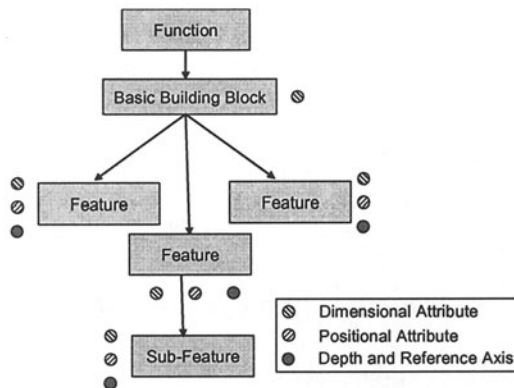 Function
Basic Building Block
Feature
Feature
Feature
Sub-Feature
Dimensional Attribute
Positional Attribute
Depth and Reference Axis